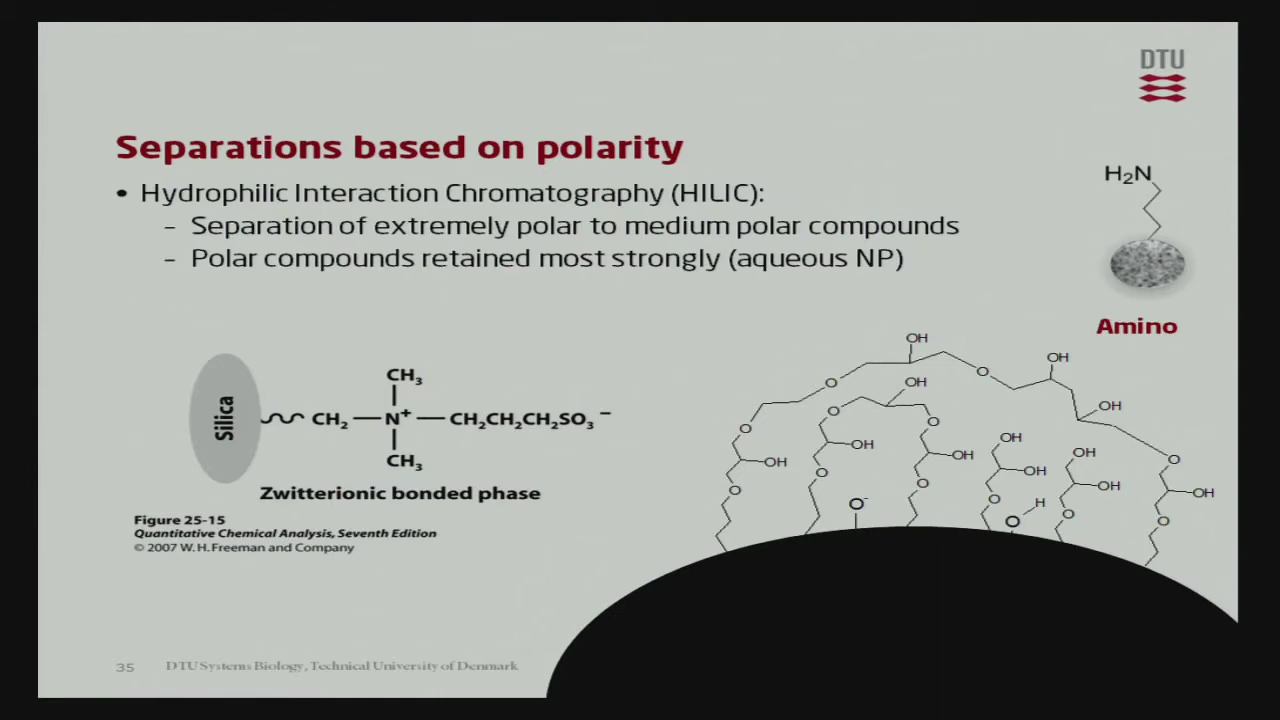 DTU
Separations based on polarity
• Hydrophilic Interaction Chromatography (HILIC):
– Separation of extremely polar to medium polar compounds
– Polar compounds retained most strongly (aqueous NP)
H₂N
Amino
Silica
CH₃
CH₂ — N⁺ — CH₂CH₂CH₂SO₃⁻
CH₃
Zwitterionic bonded phase
Figure 25-15
Quantitative Chemical Analysis, Seventh Edition
© 2007 W. H. Freeman and Company
OH
OH
O
OH
O
O
OH
O
O
OH
O
OH
OH
OH
OH
O
OH
OH
O
OH
OH
O
O
O
O
O⁻
O
H
O
O
35 DTU Systems Biology, Technical University of Denmark